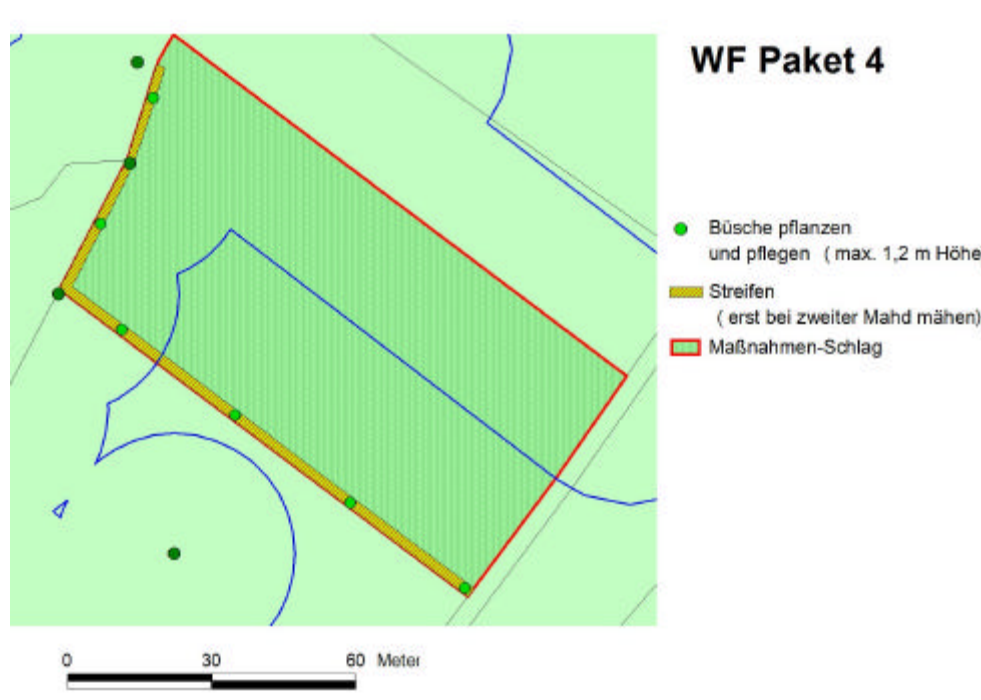 WF Paket 4
Büsche pflanzen
und pflegen ( max. 1,2 m Höhe
Streifen
( erst bei zweiter Mahd mähen)
Maßnahmen-Schlag
0 30 60 Meter